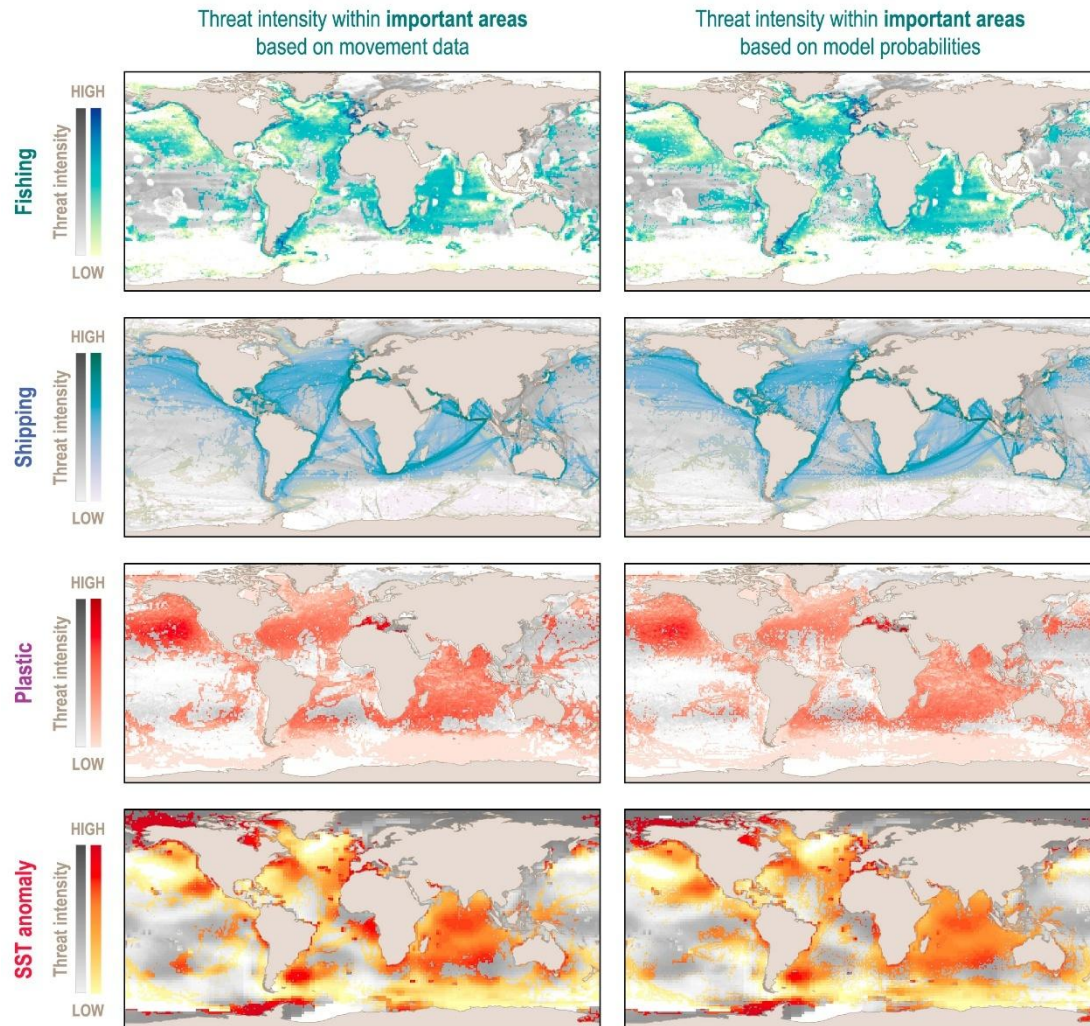 Threat intensity within important areas
based on movement data
Threat intensity within important areas
based on model probabilities
Fishing
Threat intensity
HIGH
LOW
Shipping
Threat intensity
HIGH
LOW
Plastic
Threat intensity
HIGH
LOW
SST anomaly
Threat intensity
HIGH
LOW